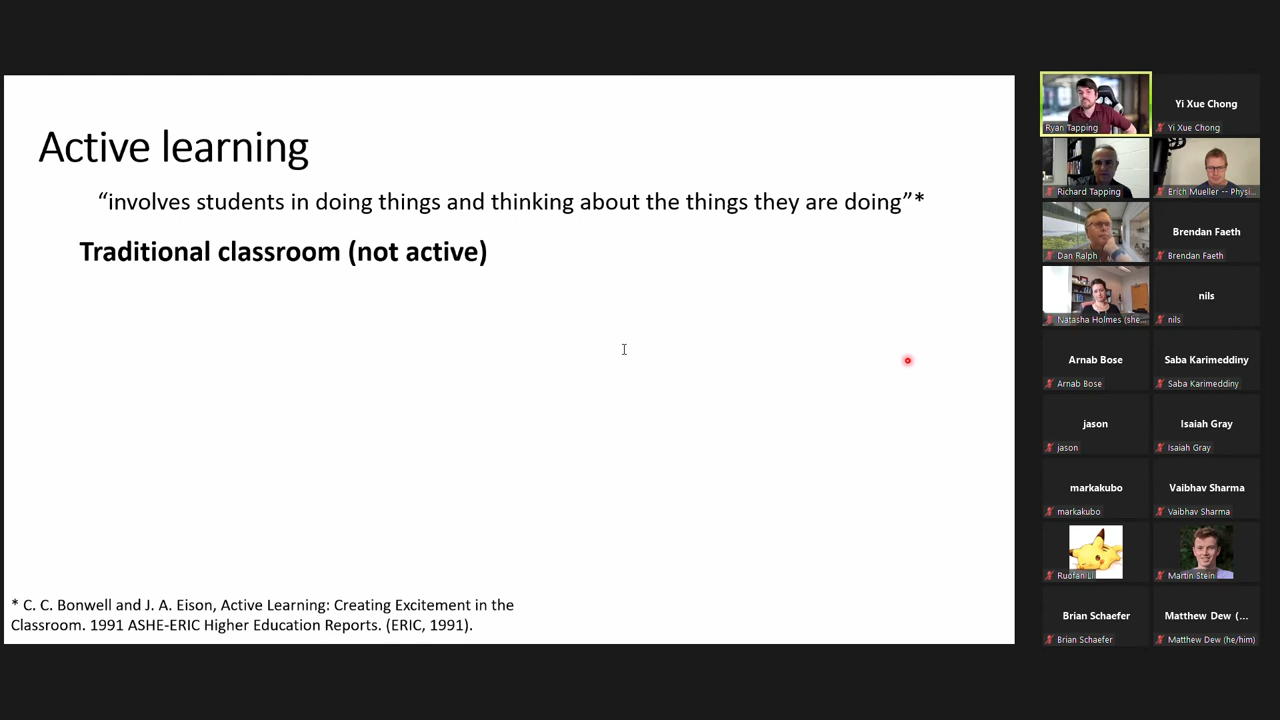 Active learning
“involves students in doing things and thinking about the things they are doing”*
Traditional classroom (not active)
* C. C. Bonwell and J. A. Eison, Active Learning: Creating Excitement in the
Classroom. 1991 ASHE-ERIC Higher Education Reports. (ERIC, 1991).
Ryan Tapping
Yi Xue Chong
Yi Xue Chong
Richard Tapping
Erich Mueller -- Physi...
Dan Ralph
Brendan Faeth
Brendan Faeth
Natasha Holmes (she...
nils
nils
Arnab Bose
Arnab Bose
Saba Karimeddiny
Saba Karimeddiny
jason
jason
Isaiah Gray
Isaiah Gray
markakubo
markakubo
Vaibhav Sharma
Vaibhav Sharma
Ruofan Li
Martin Stein
Brian Schaefer
Brian Schaefer
Matthew Dew (...
Matthew Dew (he/him)